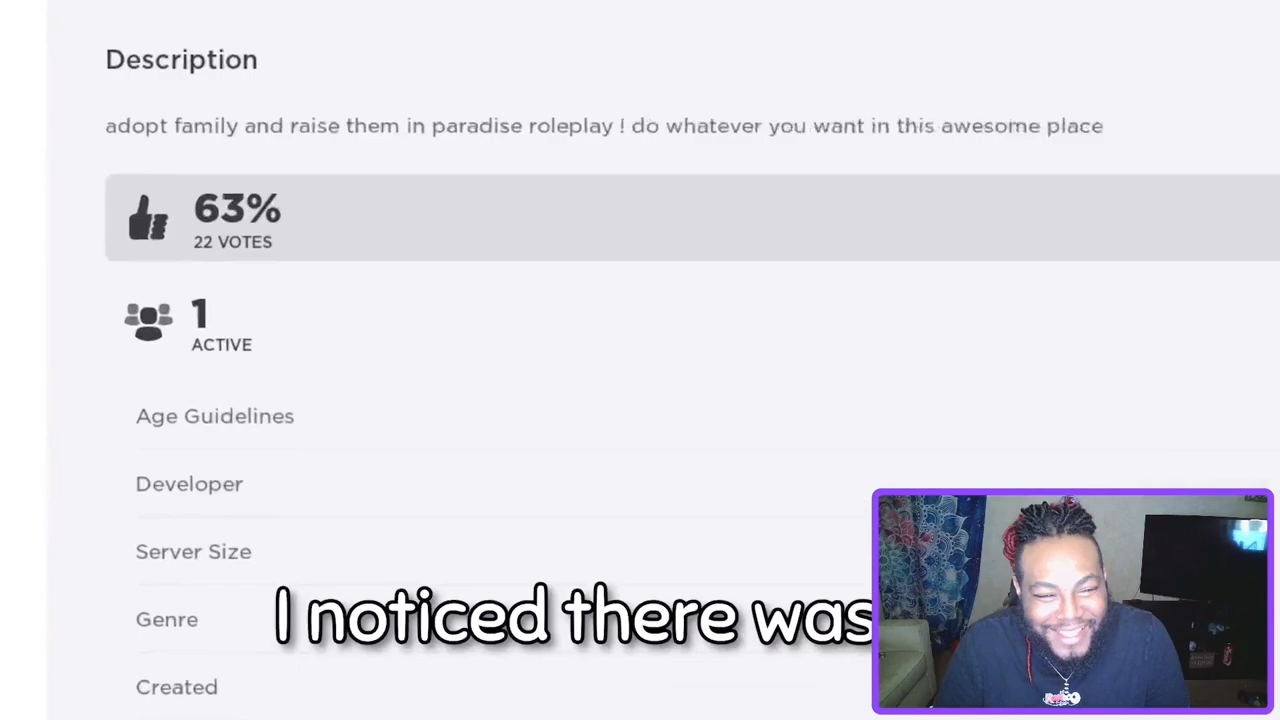 Description
adopt family and raise them in paradise roleplay ! do whatever you want in this awesome place
63%
22 VOTES
1
ACTIVE
Age Guidelines
Developer
Server Size
Genre
I noticed there was
Created